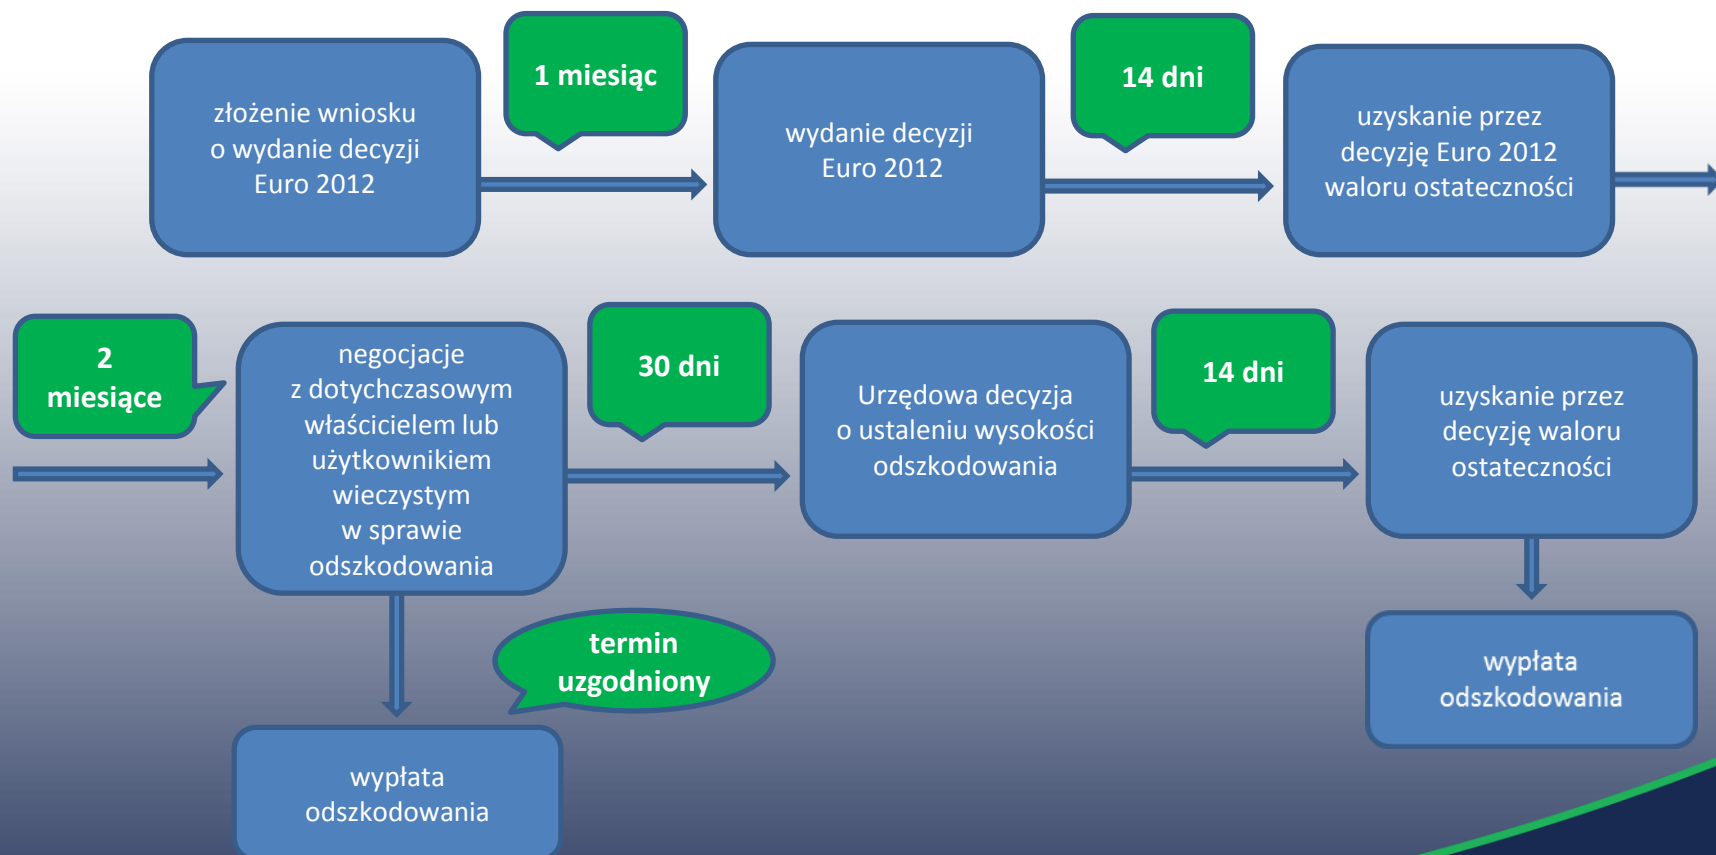 złożenie wniosku
o wydanie decyzji
Euro 2012
1 miesiąc
wydanie decyzji
Euro 2012
14 dni
uzyskanie przez
decyzję Euro 2012
waloru ostateczności
2
miesiące
negocjacje
z dotychczasowym
właścicielem lub
użytkownikiem
wieczystym
w sprawie
odszkodowania
30 dni
Urzędowa decyzja
o ustaleniu wysokości
odszkodowania
14 dni
uzyskanie przez
decyzję waloru
ostateczności
termin
uzgodniony
wypłata
odszkodowania
wypłata
odszkodowania